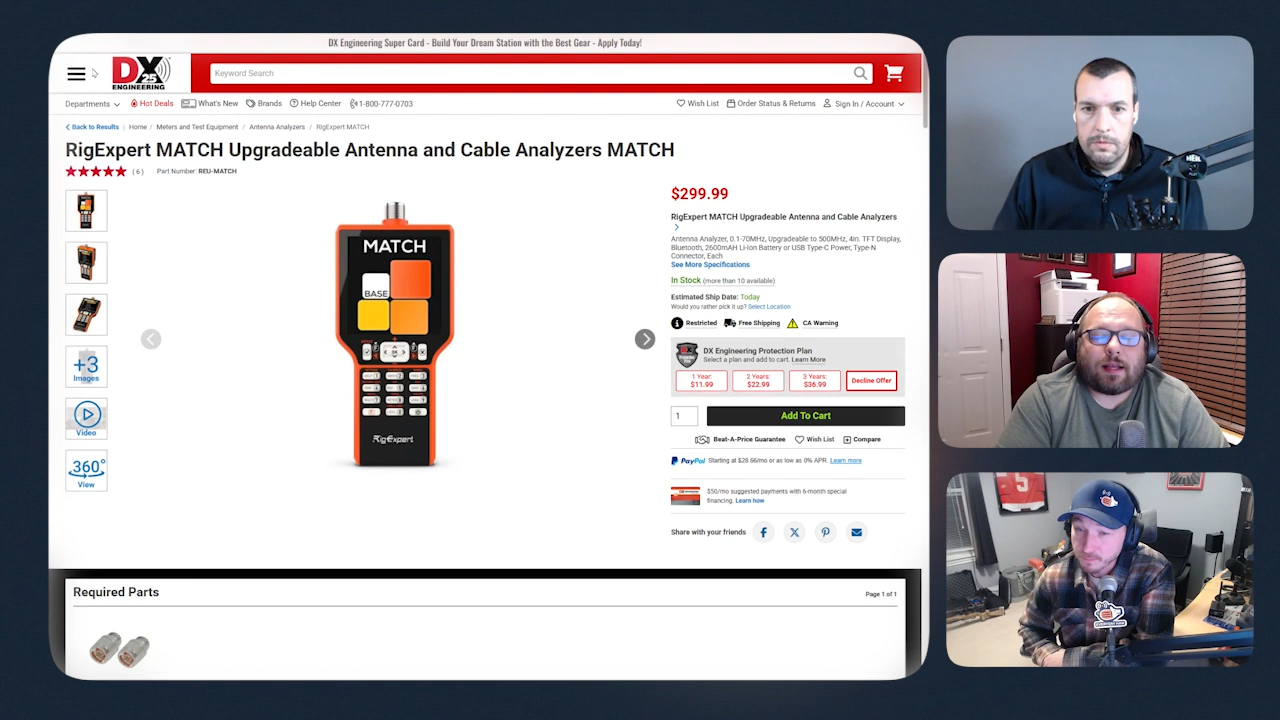 DX Engineering Super Card - Build Your Dream Station with the Best Gear - Apply Today!
DX
25
ENGINEERING
Keyword Search
Departments
Hot Deals
What's New
Brands
Help Center
1-800-777-0703
Wish List
Order Status & Returns
Sign In / Account
Back to Results
Home / Meters and Test Equipment / Antenna Analyzers / RigExpert MATCH
RigExpert MATCH Upgradeable Antenna and Cable Analyzers MATCH
( 6 )
Part Number: REU-MATCH
MATCH
BASE
RigExpert
+3
Images
Video
360°
View
$299.99
RigExpert MATCH Upgradeable Antenna and Cable Analyzers
Antenna Analyzer, 0.1-70MHz, Upgradeable to 500MHz, 4in. TFT Display,
Bluetooth, 2600mAH Li-Ion Battery or USB Type-C Power, Type-N
Connector, Each
See More Specifications
In Stock (more than 10 available)
Estimated Ship Date: Today
Would you rather pick it up? Select Location
Restricted
Free Shipping
CA Warning
DX Engineering Protection Plan
Select a plan and add to cart. Learn More
1 Year:
$11.99
2 Years:
$22.99
3 Years:
$36.99
Decline Offer
1
Add To Cart
Beat-A-Price Guarantee
Wish List
Compare
PayPal Starting at $28.66/mo or as low as 0% APR. Learn more
$50/mo suggested payments with 6-month special
financing. Learn how
Share with your friends
Required Parts
Page 1 of 1
HEIL
5